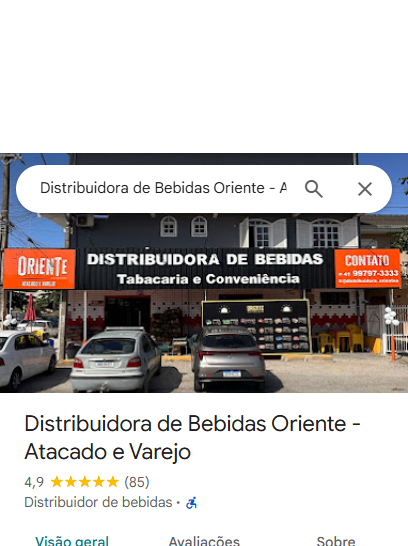 Distribuidora de Bebidas Oriente - A
ORIENTE
ATACADO E VAREJO
DISTRIBUIDORA DE BEBIDAS
Tabacaria e Conveniência
CONTATO
41 99797-3333
ORIENTE
Distribuidora de Bebidas Oriente -
Atacado e Varejo
4,9 (85)
Distribuidor de bebidas ·
Visão geral
Avaliações
Sobre